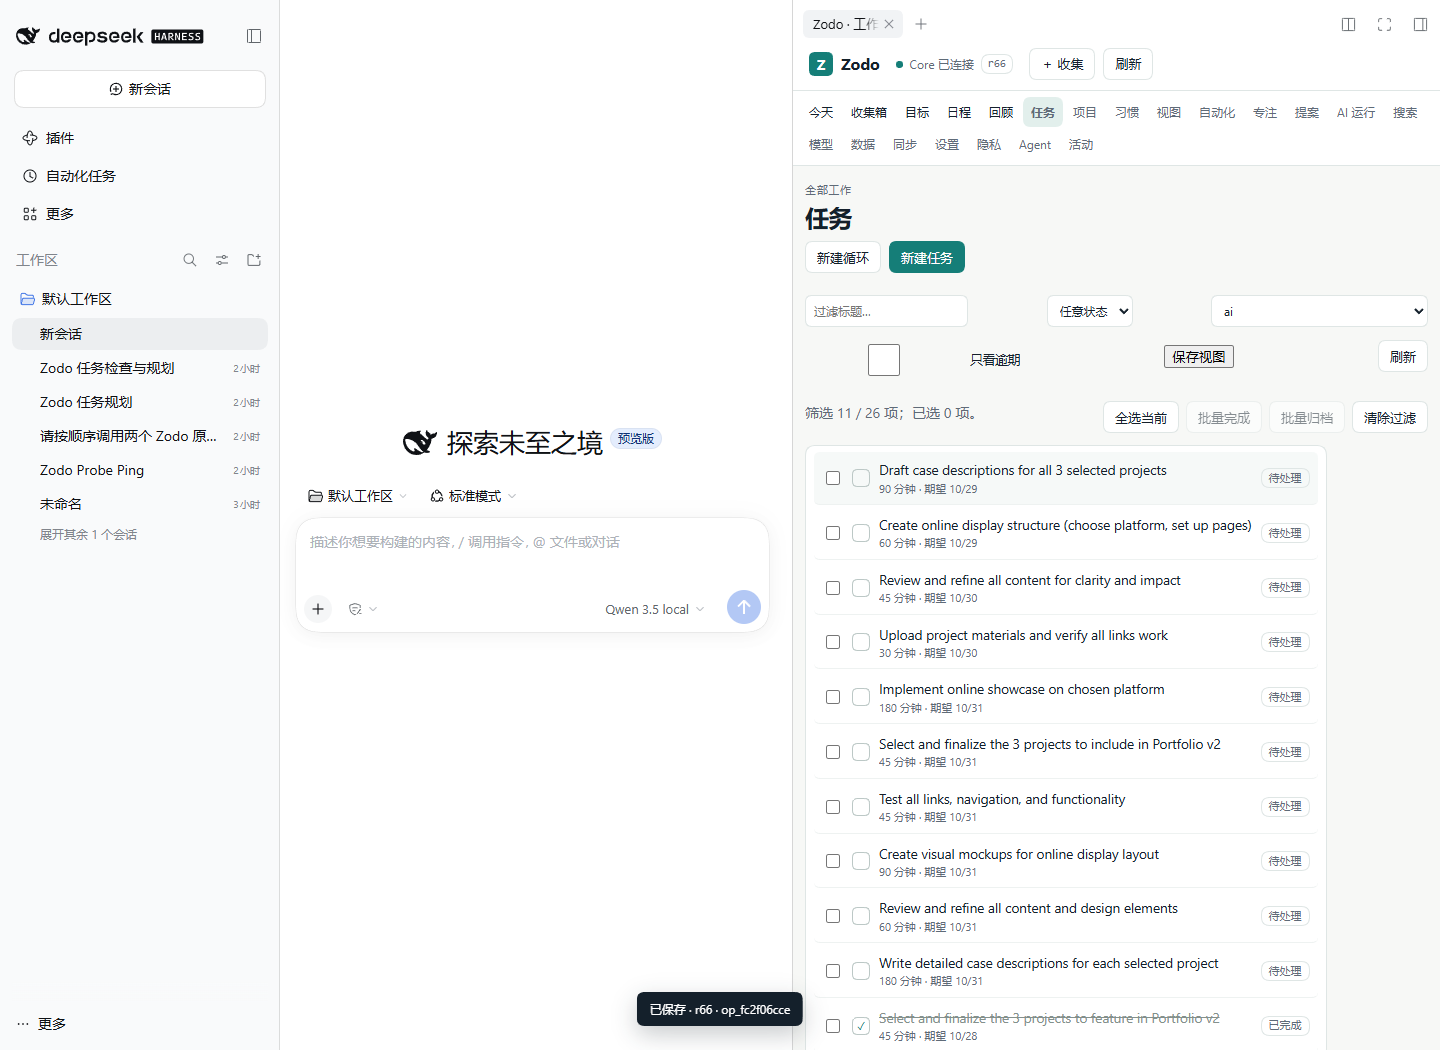 deepseek HARNESS
新会话
插件
自动化任务
更多
工作区
默认工作区
新会话
Zodo 任务检查与规划 2 小时
Zodo 任务规划 2 小时
请按顺序调用两个 Zodo 原... 2 小时
Zodo Probe Ping 2 小时
未命名 3 小时
展开其余 1 个会话
更多
探索未至之境 预览版
默认工作区 标准模式
描述你想要构建的内容, / 调用指令, @ 文件或对话
Qwen 3.5 local
已保存 · r66 · op_fc2f06cce
Zodo · 工作
Z Zodo Core 已连接 r66 + 收集 刷新
今天 收集箱 目标 日程 回顾 任务 项目 习惯 视图 自动化 专注 提案 AI 运行 搜索
模型 数据 同步 设置 隐私 Agent 活动
全部工作
任务
新建循环 新建任务
过滤标题... 任意状态 ai
只看逾期 保存视图 刷新
筛选 11 / 26 项；已选 0 项。 全选当前 批量完成 批量归档 清除过滤
Draft case descriptions for all 3 selected projects 待处理
90 分钟 · 期望 10/29
Create online display structure (choose platform, set up pages) 待处理
60 分钟 · 期望 10/29
Review and refine all content for clarity and impact 待处理
45 分钟 · 期望 10/30
Upload project materials and verify all links work 待处理
30 分钟 · 期望 10/30
Implement online showcase on chosen platform 待处理
180 分钟 · 期望 10/31
Select and finalize the 3 projects to include in Portfolio v2 待处理
45 分钟 · 期望 10/31
Test all links, navigation, and functionality 待处理
45 分钟 · 期望 10/31
Create visual mockups for online display layout 待处理
90 分钟 · 期望 10/31
Review and refine all content and design elements 待处理
60 分钟 · 期望 10/31
Write detailed case descriptions for each selected project 待处理
180 分钟 · 期望 10/31
Select and finalize the 3 projects to feature in Portfolio v2 已完成
45 分钟 · 期望 10/28